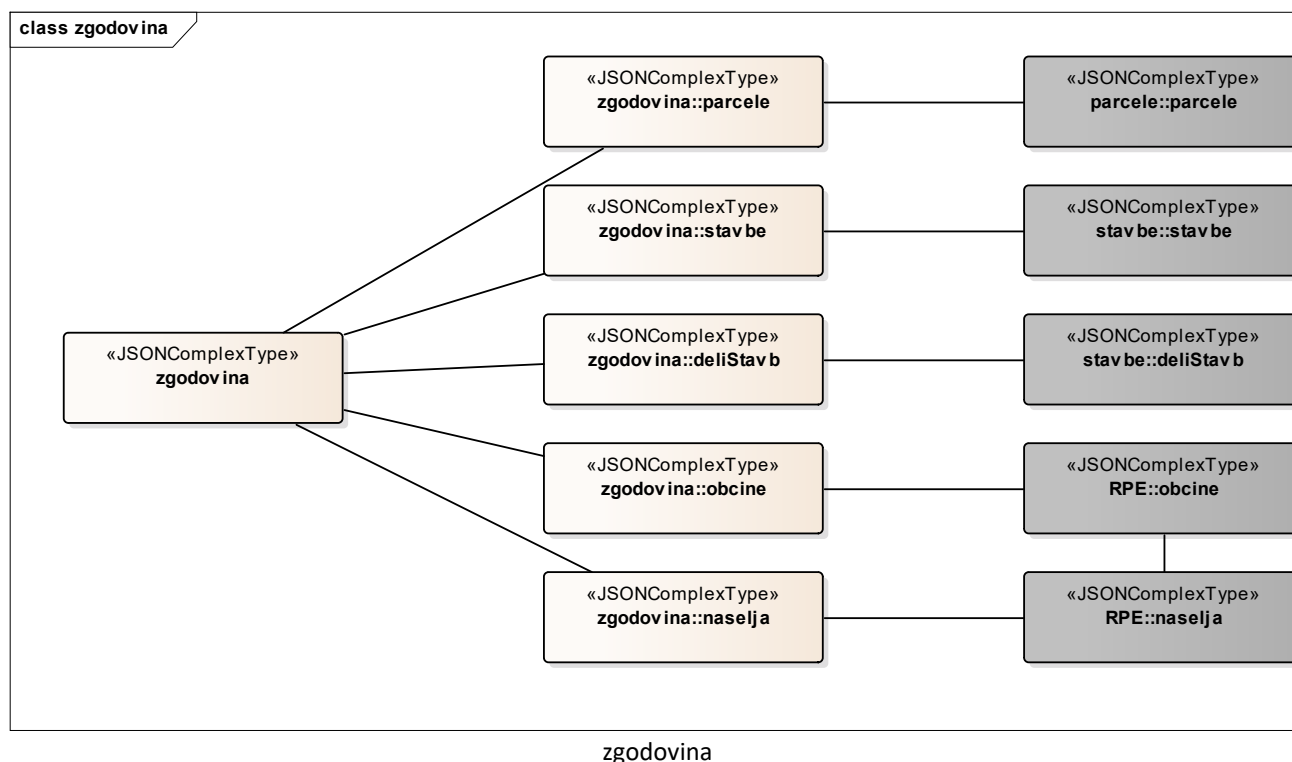 class zgodovina
«JSONComplexType»
zgodovina::parcele
«JSONComplexType»
parcele::parcele
«JSONComplexType»
zgodovina::stavbe
«JSONComplexType»
stavbe::stavbe
«JSONComplexType»
zgodovina::deliStavb
«JSONComplexType»
stavbe::deliStavb
«JSONComplexType»
zgodovina
«JSONComplexType»
zgodovina::obcine
«JSONComplexType»
RPE::obcine
«JSONComplexType»
zgodovina::naselja
«JSONComplexType»
RPE::naselja
zgodovina